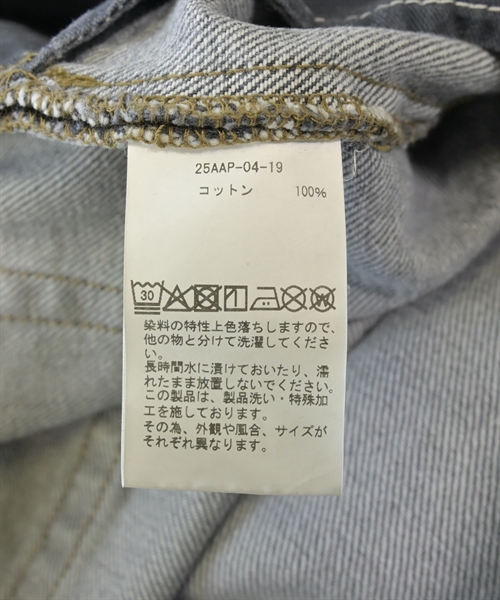 25AAP-04-19
コットン 100%
30
染料の特性上色落ちしますので、
他の物と分けて洗濯してくださ
い。
長時間水に漬けておいたり、濡
れたまま放置しないでください。
この製品は、製品洗い・特殊加
工を施しております。
その為、外観や風合、サイズが
それぞれ異なります。